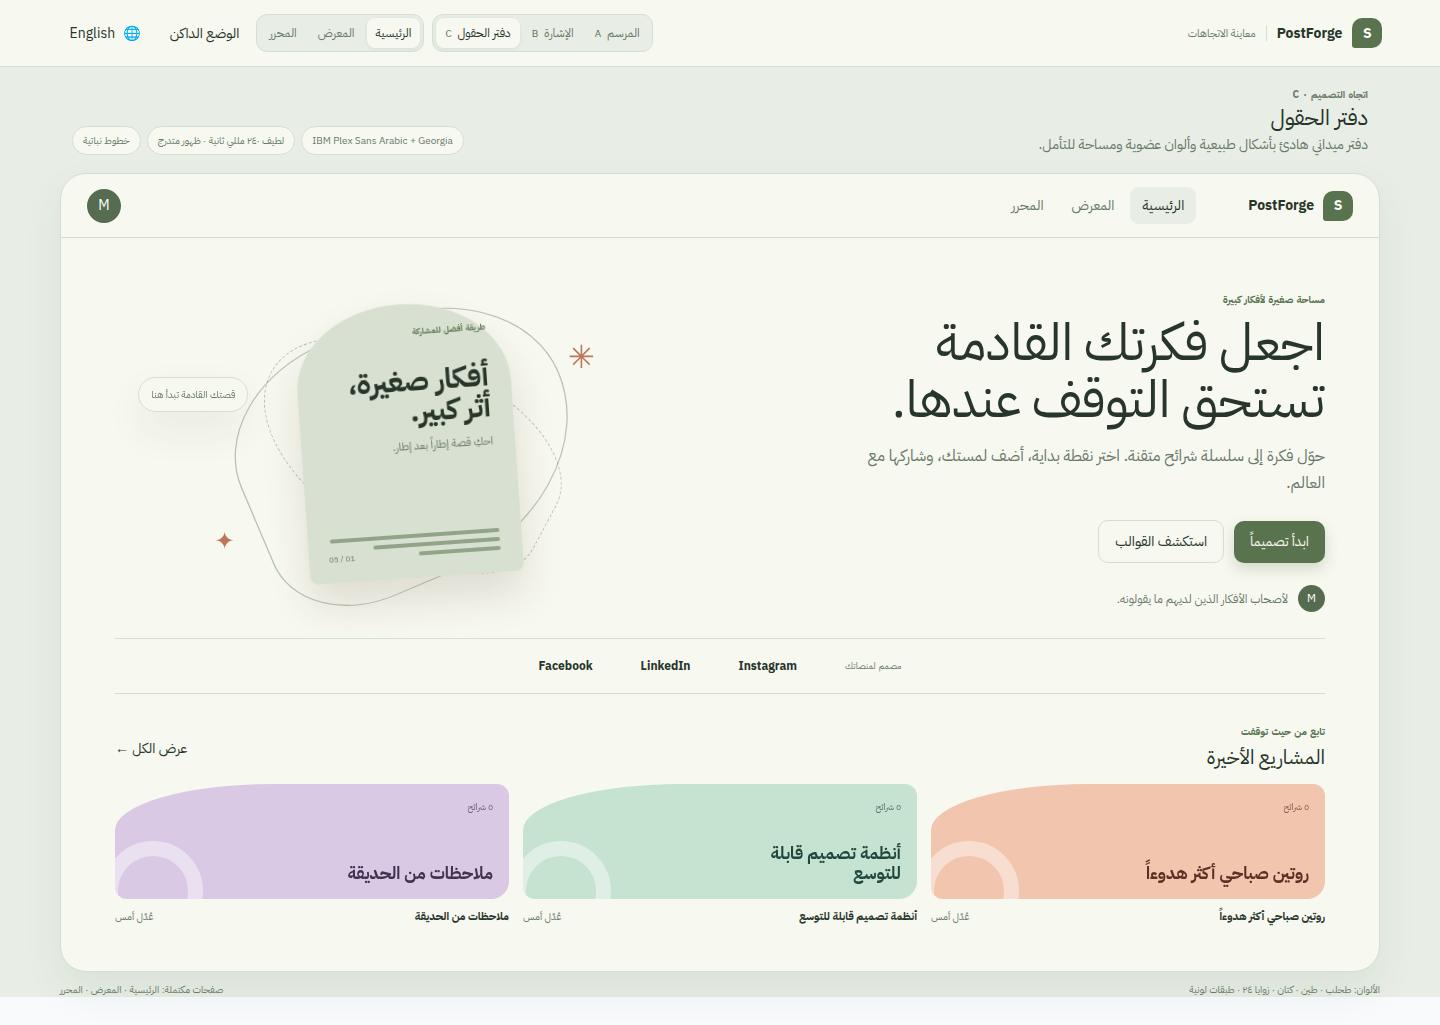 S PostForge معاينة الاتجاهات
المرسم A الإشارة B دفتر الحقول C
الرئيسية المعرض المحرر
الوضع الداكن
🌐 English
اتجاه التصميم · C
دفتر الحقول
دفتر ميداني هادئ بأشكال طبيعية وألوان عضوية ومساحة للتأمل.
IBM Plex Sans Arabic + Georgia
لطيف ٢٤٠ مللي ثانية · ظهور متدرج
خطوط نباتية
S PostForge
الرئيسية المعرض المحرر
M
مساحة صغيرة لأفكار كبيرة
اجعل فكرتك القادمة
تستحق التوقف عندها.
حوّل فكرة إلى سلسلة شرائح متقنة. اختر نقطة بداية، أضف لمستك، وشاركها مع
العالم.
ابدأ تصميماً
استكشف القوالب
M لأصحاب الأفكار الذين لديهم ما يقولونه.
طريقة أفضل للمشاركة
أفكار صغيرة،
أثر كبير.
احكِ قصة إطاراً بعد إطار.
05 / 01
قصتك القادمة تبدأ هنا
مصمم لمنصاتك Instagram LinkedIn Facebook
تابع من حيث توقفت
المشاريع الأخيرة
عرض الكل ←
٥ شرائح
روتين صباحي أكثر هدوءاً
روتين صباحي أكثر هدوءاً
عُدّل أمس
٥ شرائح
أنظمة تصميم قابلة
للتوسع
أنظمة تصميم قابلة للتوسع
عُدّل أمس
٥ شرائح
ملاحظات من الحديقة
ملاحظات من الحديقة
عُدّل أمس
الألوان: طحلب · طين · كتان · زوايا ٢٤ · طبقات لونية
صفحات مكتملة: الرئيسية · المعرض · المحرر